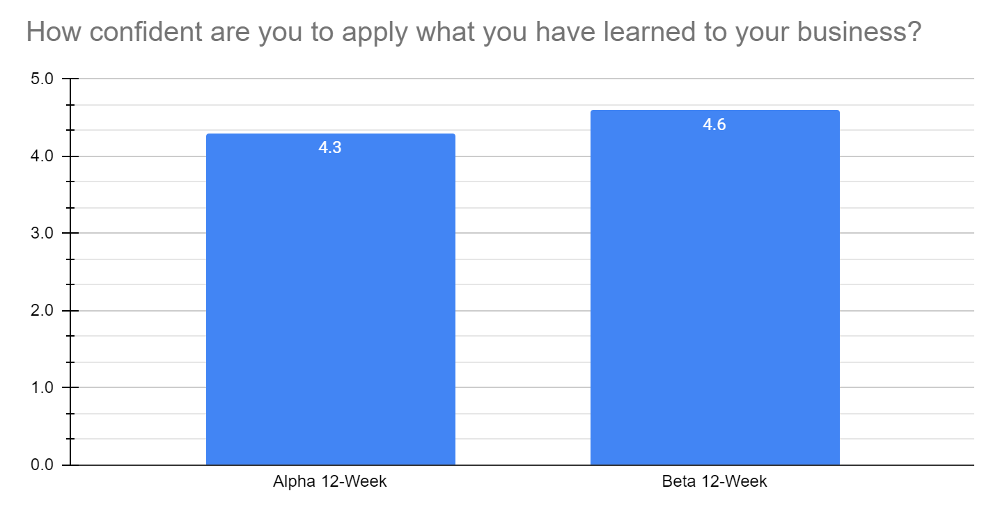 How confident are you to apply what you have learned to your business?
5.0
4.0
3.0
2.0
1.0
0.0
4.3
4.6
Alpha 12-Week
Beta 12-Week